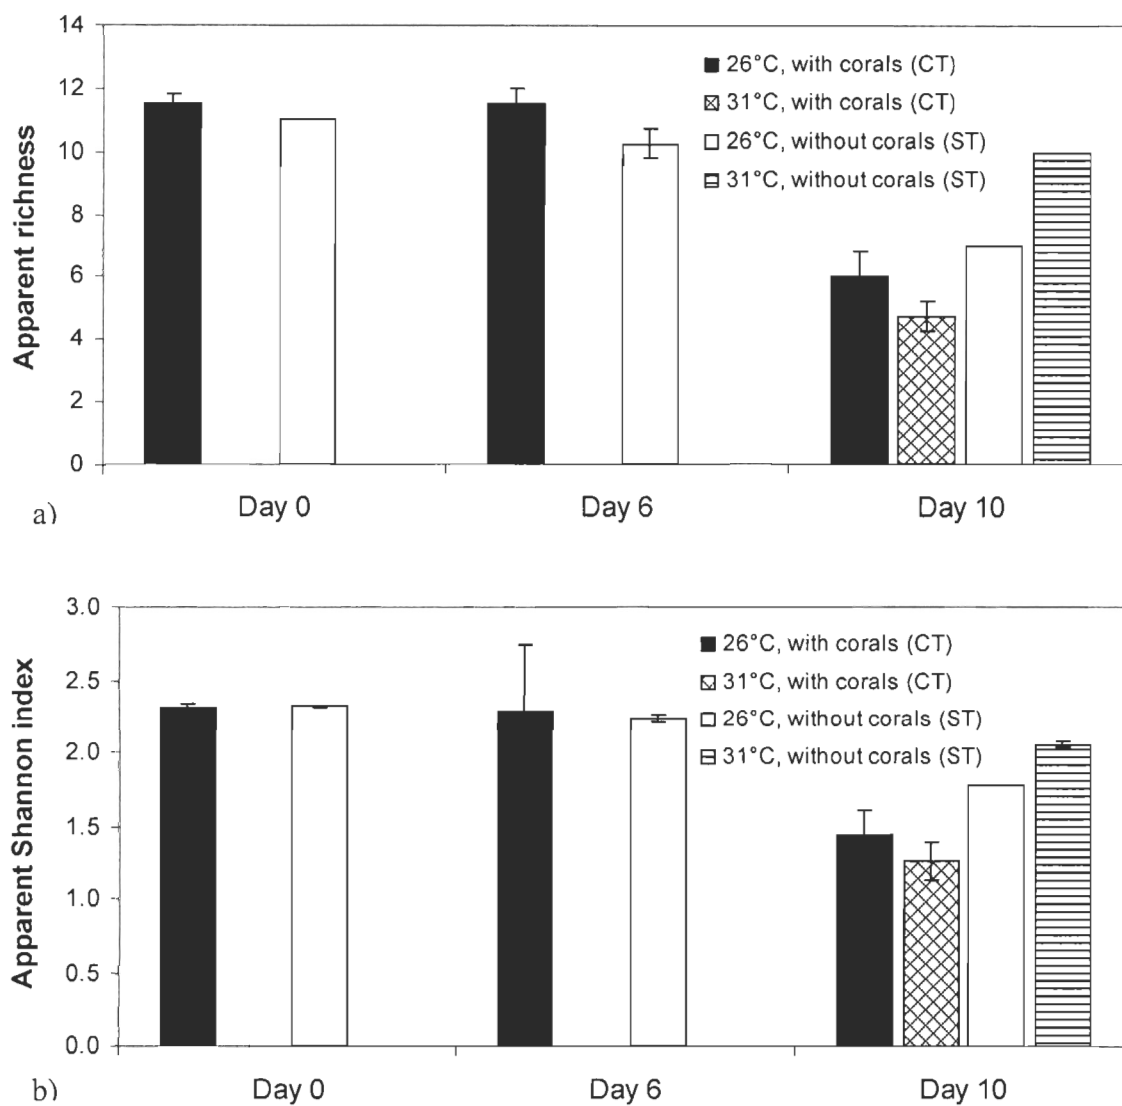 14
12
10
8
6
4
2
0
Apparent richness
26°C, with corals (CT)
31°C, with corals (CT)
26°C, without corals (ST)
31°C, without corals (ST)
Day 0
Day 6
Day 10
a)
3.0
2.5
2.0
1.5
1.0
0.5
0.0
Apparent Shannon index
26°C, with corals (CT)
31°C, with corals (CT)
26°C, without corals (ST)
31°C, without corals (ST)
Day 0
Day 6
Day 10
b)